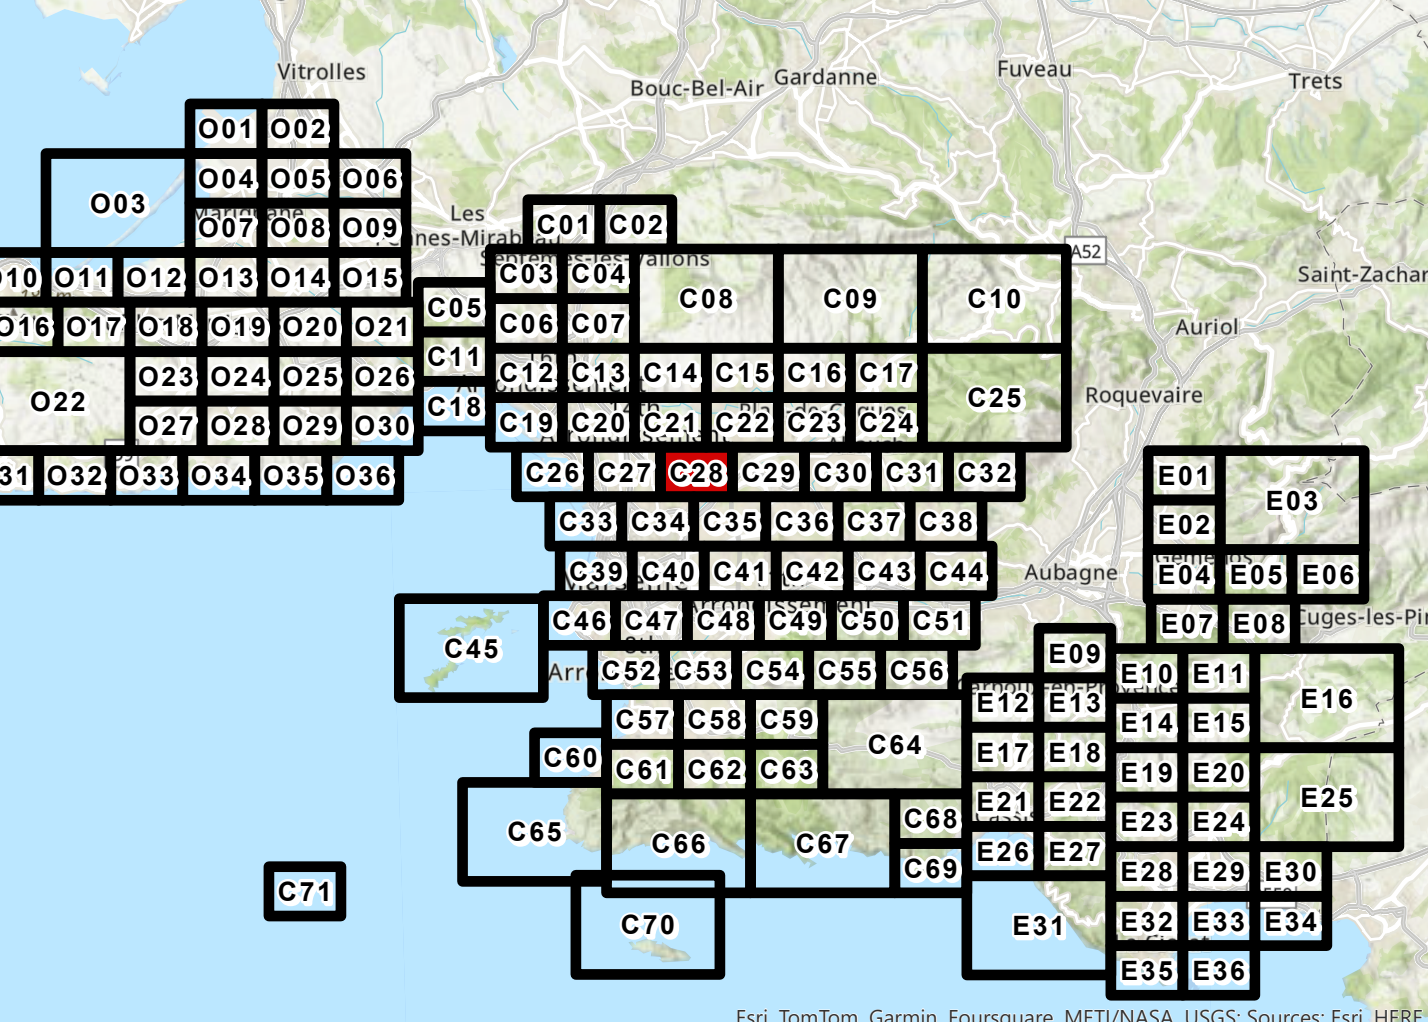 Vitrolles
Bouc-Bel-Air
Gardanne
Fuveau
Trets
O01 O02
O04 O05 O06
O03
Les
O07 O08 O09
C01 C02
A52
O11 O12 O13 O14 O15
C03 C04
Saint-Zachar
C08 C09 C10
C05
O16 O17 O18 O19 O20 O21
C06 C07
Auriol
C11
C12 C13 C14 C15 C16 C17
O23 O24 O25 O26
O22
C25
Roquevaire
C18
O27 O28 O29 O30
C19 C20 C21 C22 C23 C24
31 O32 O33 O34 O35 O36
C26 C27 C28 C29 C30 C31 C32
E01
E03
C33 C34 C35 C36 C37 C38
E02
C39 C40 C41 C42 C43 C44
Aubagne
E04 E05 E06
C46 C47 C48 C49 C50 C51
E07 E08
Cuges-les-Pin
C45
E09
C52 C53 C54 C55 C56
E10 E11
E16
E12 E13
C57 C58 C59
E14 E15
C64
C60
E17 E18
C61 C62 C63
E19 E20
E25
E21 E22
C65
C68
E23 E24
C66 C67
E26 E27
C69
E28 E29 E30
C71
C70
E31
E32 E33 E34
E35 E36
Esri, TomTom, Garmin, Foursquare, METI/NASA, USGS; Sources: Esri, HERE